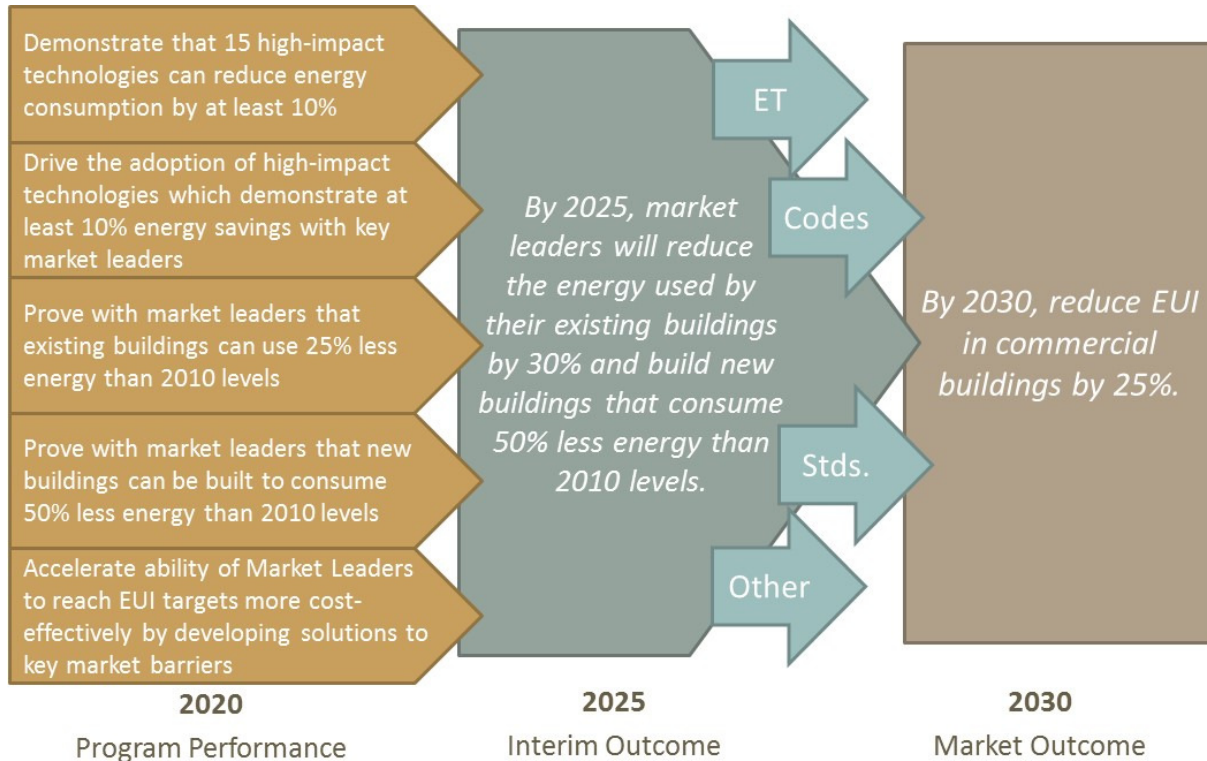 Demonstrate that 15 high-impact
technologies can reduce energy
consumption by at least 10%
Drive the adoption of high-impact
technologies which demonstrate at
least 10% energy savings with key
market leaders
Prove with market leaders that
existing buildings can use 25% less
energy than 2010 levels
Prove with market leaders that new
buildings can be built to consume
50% less energy than 2010 levels
Accelerate ability of Market Leaders
to reach EUI targets more cost-
effectively by developing solutions to
key market barriers
By 2025, market
leaders will reduce
the energy used by
their existing buildings
by 30% and build new
buildings that consume
50% less energy than
2010 levels.
ET
Codes
Stds.
Other
By 2030, reduce EUI
in commercial
buildings by 25%.
2020
Program Performance
2025
Interim Outcome
2030
Market Outcome